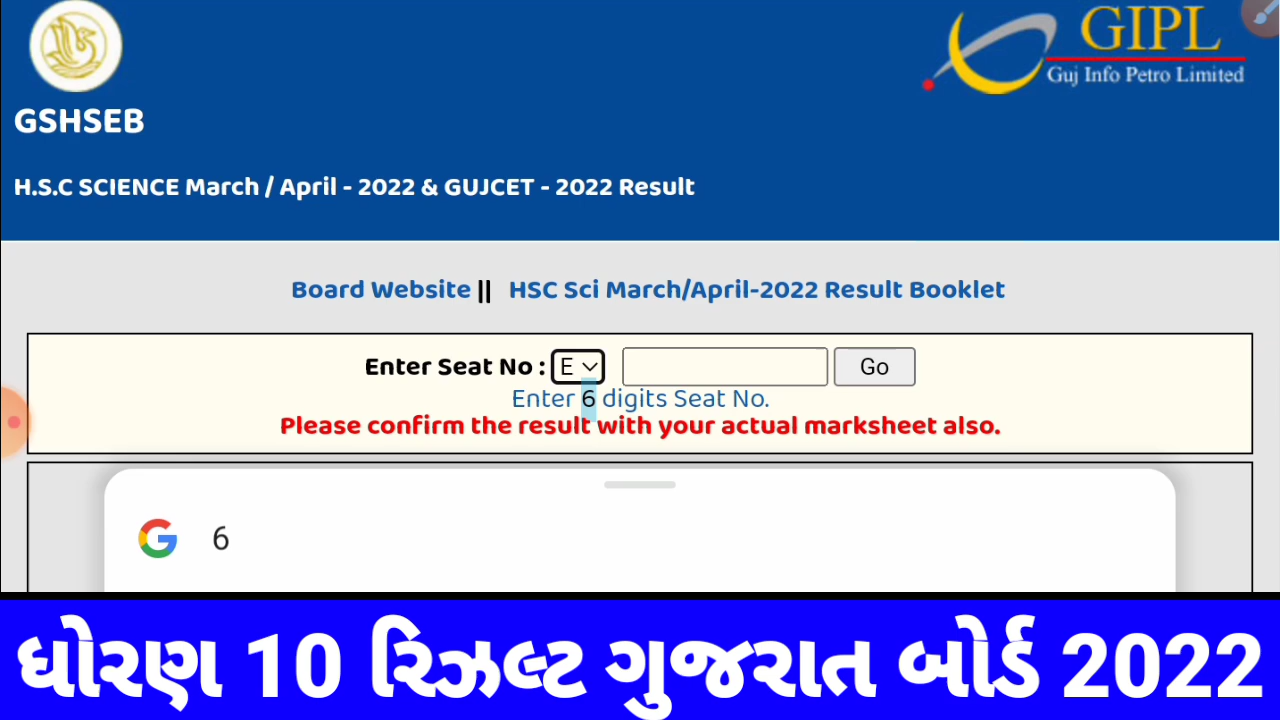 GIPL
Guj Info Petro Limited
GSHSEB
H.S.C SCIENCE March / April - 2022 & GUJCET - 2022 Result
Board Website || HSC Sci March/April-2022 Result Booklet
Enter Seat No : E Go
Enter 6 digits Seat No.
Please confirm the result with your actual marksheet also.
G 6
ધોરણ 10 રિઝલ્ટ ગુજરાત બોર્ડ 2022